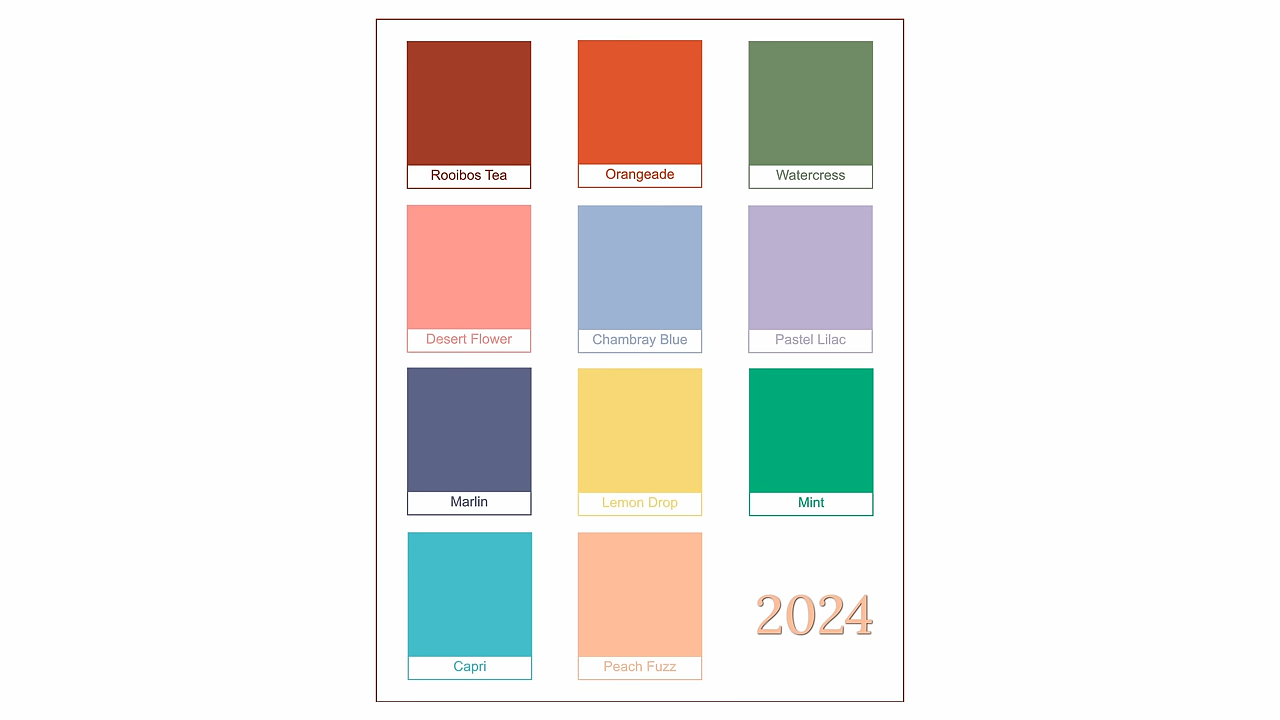 Rooibos Tea
Orangeade
Watercress
Desert Flower
Chambray Blue
Pastel Lilac
Marlin
Lemon Drop
Mint
Capri
Peach Fuzz
2024